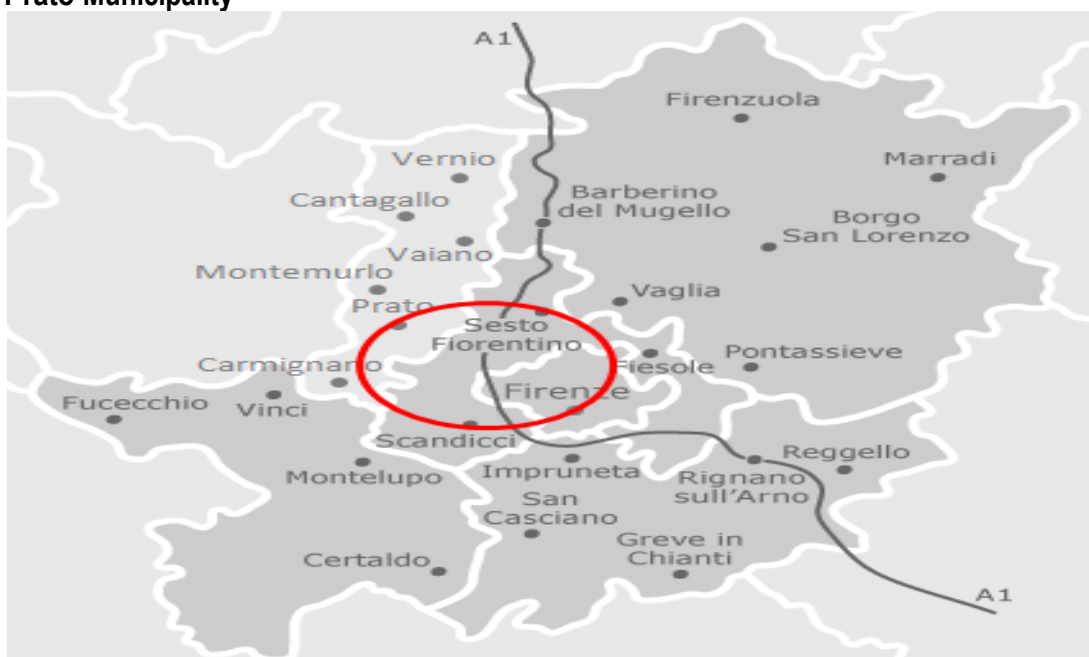 Prato Municipality
A1
Firenzuola
Vernio
Marradi
Cantagallo
Barberino
del Mugello
Borgo
San Lorenzo
Vaiano
Montemurlo
Vaglia
Prato
Sesto
Fiorentino
Pontassieve
Carmignano
Fiesole
Firenze
Fucecchio
Vinci
Scandicci
Montelupo
Impruneta
Reggello
Rignano
sull'Arno
San
Casciano
Greve in
Chianti
Certaldo
A1